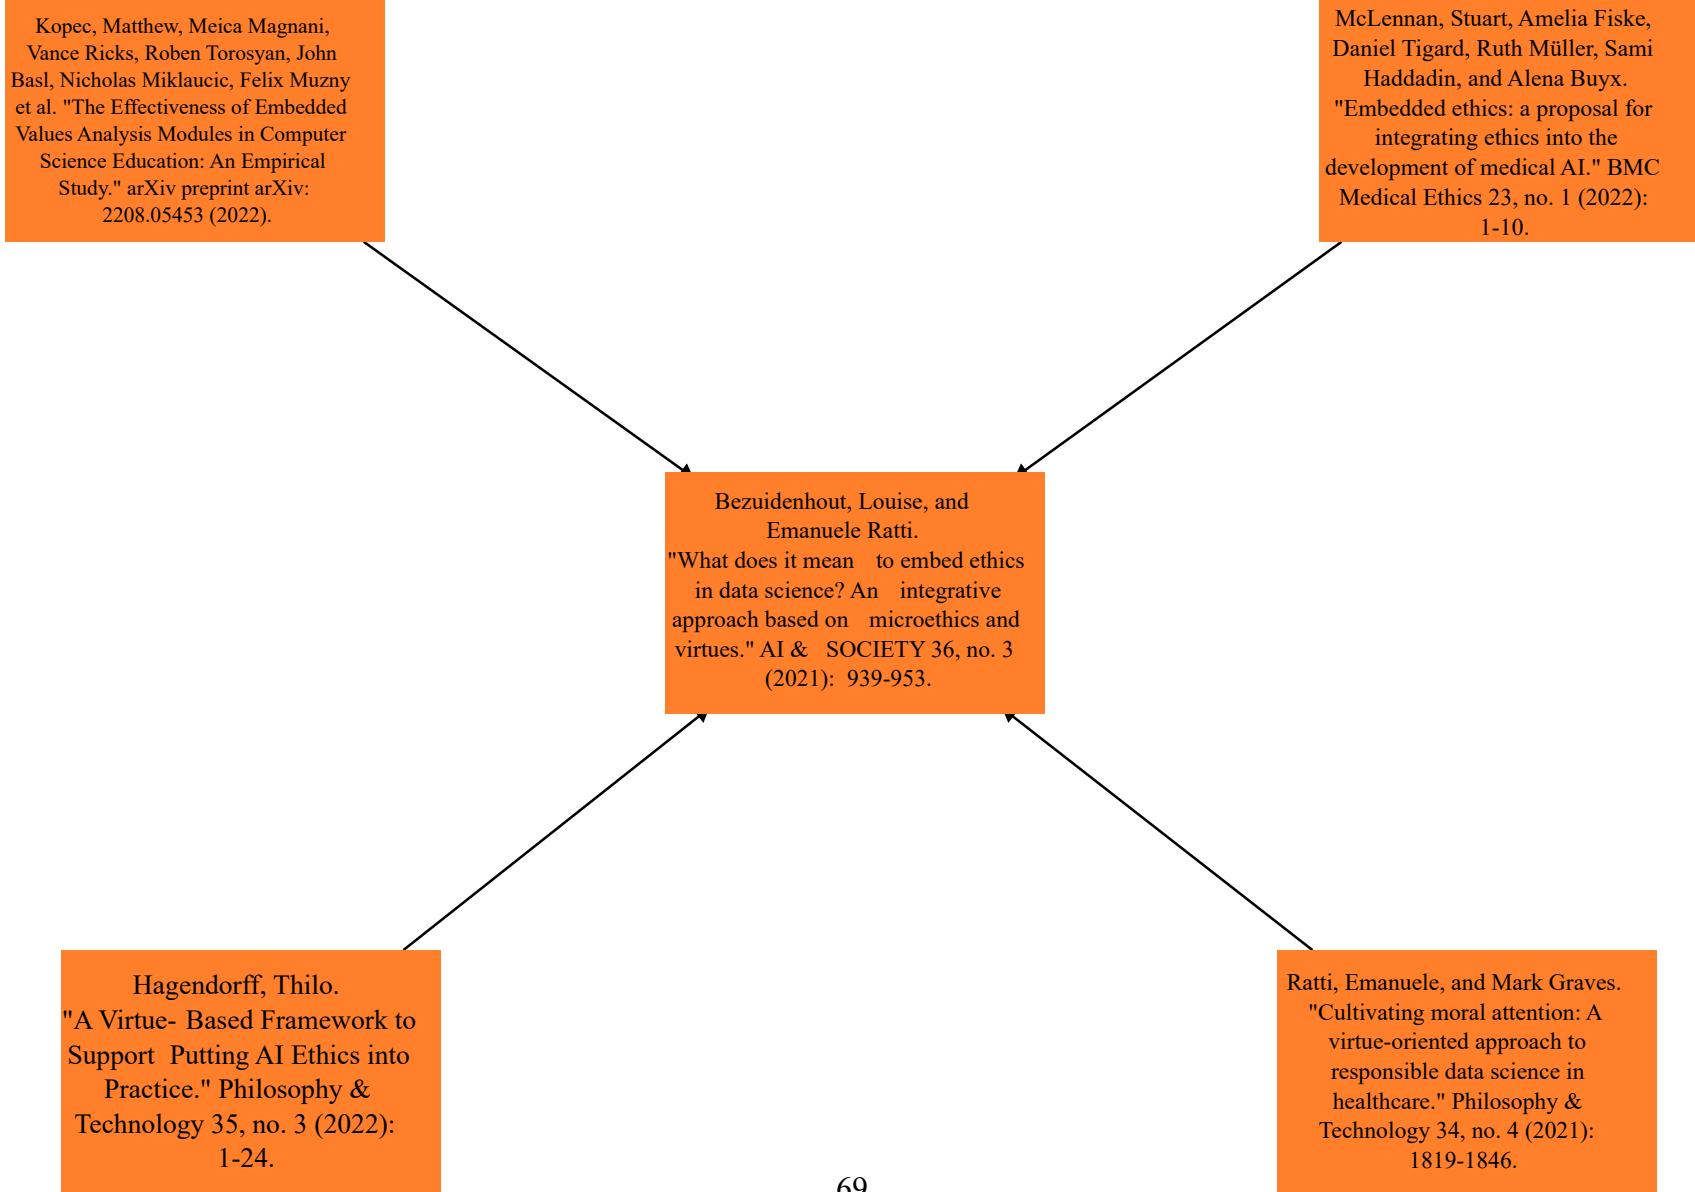 Kopec, Matthew, Meica Magnani,
Vance Ricks, Roben Torosyan, John
Basl, Nicholas Miklaucic, Felix Muzny
et al. "The Effectiveness of Embedded
Values Analysis Modules in Computer
Science Education: An Empirical
Study." arXiv preprint arXiv:
2208.05453 (2022).
McLennan, Stuart, Amelia Fiske,
Daniel Tigard, Ruth Müller, Sami
Haddadin, and Alena Buyx.
"Embedded ethics: a proposal for
integrating ethics into the
development of medical AI." BMC
Medical Ethics 23, no. 1 (2022):
1-10.
Bezuidenhout, Louise, and
Emanuele Ratti.
"What does it mean to embed ethics
in data science? An integrative
approach based on microethics and
virtues." AI & SOCIETY 36, no. 3
(2021): 939-953.
Hagendorff, Thilo.
"A Virtue- Based Framework to
Support Putting AI Ethics into
Practice." Philosophy &
Technology 35, no. 3 (2022):
1-24.
Ratti, Emanuele, and Mark Graves.
"Cultivating moral attention: A
virtue-oriented approach to
responsible data science in
healthcare." Philosophy &
Technology 34, no. 4 (2021):
1819-1846.
69